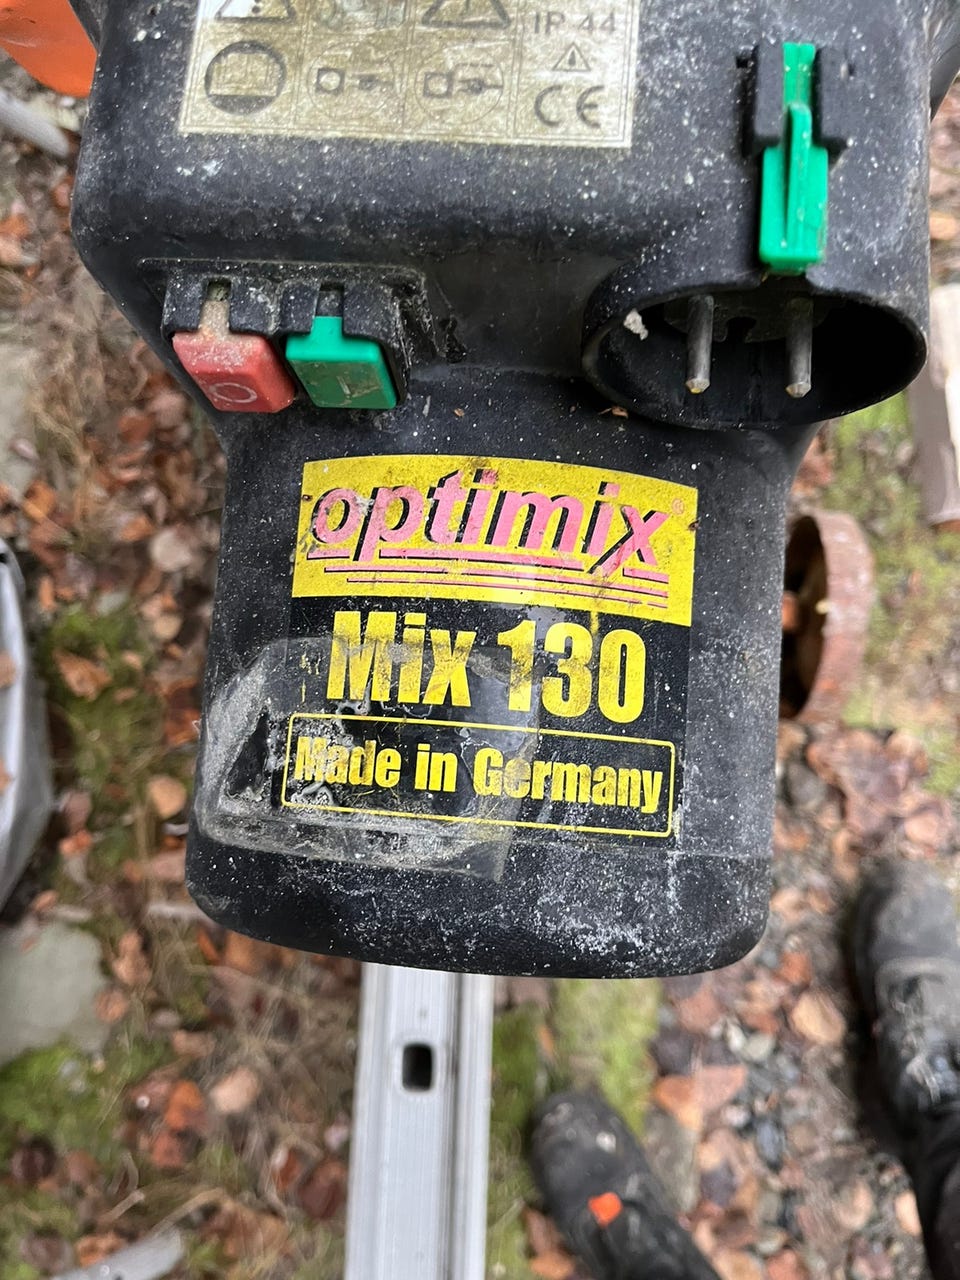 IP 44
CE
optimix®
Mix 130
Made in Germany